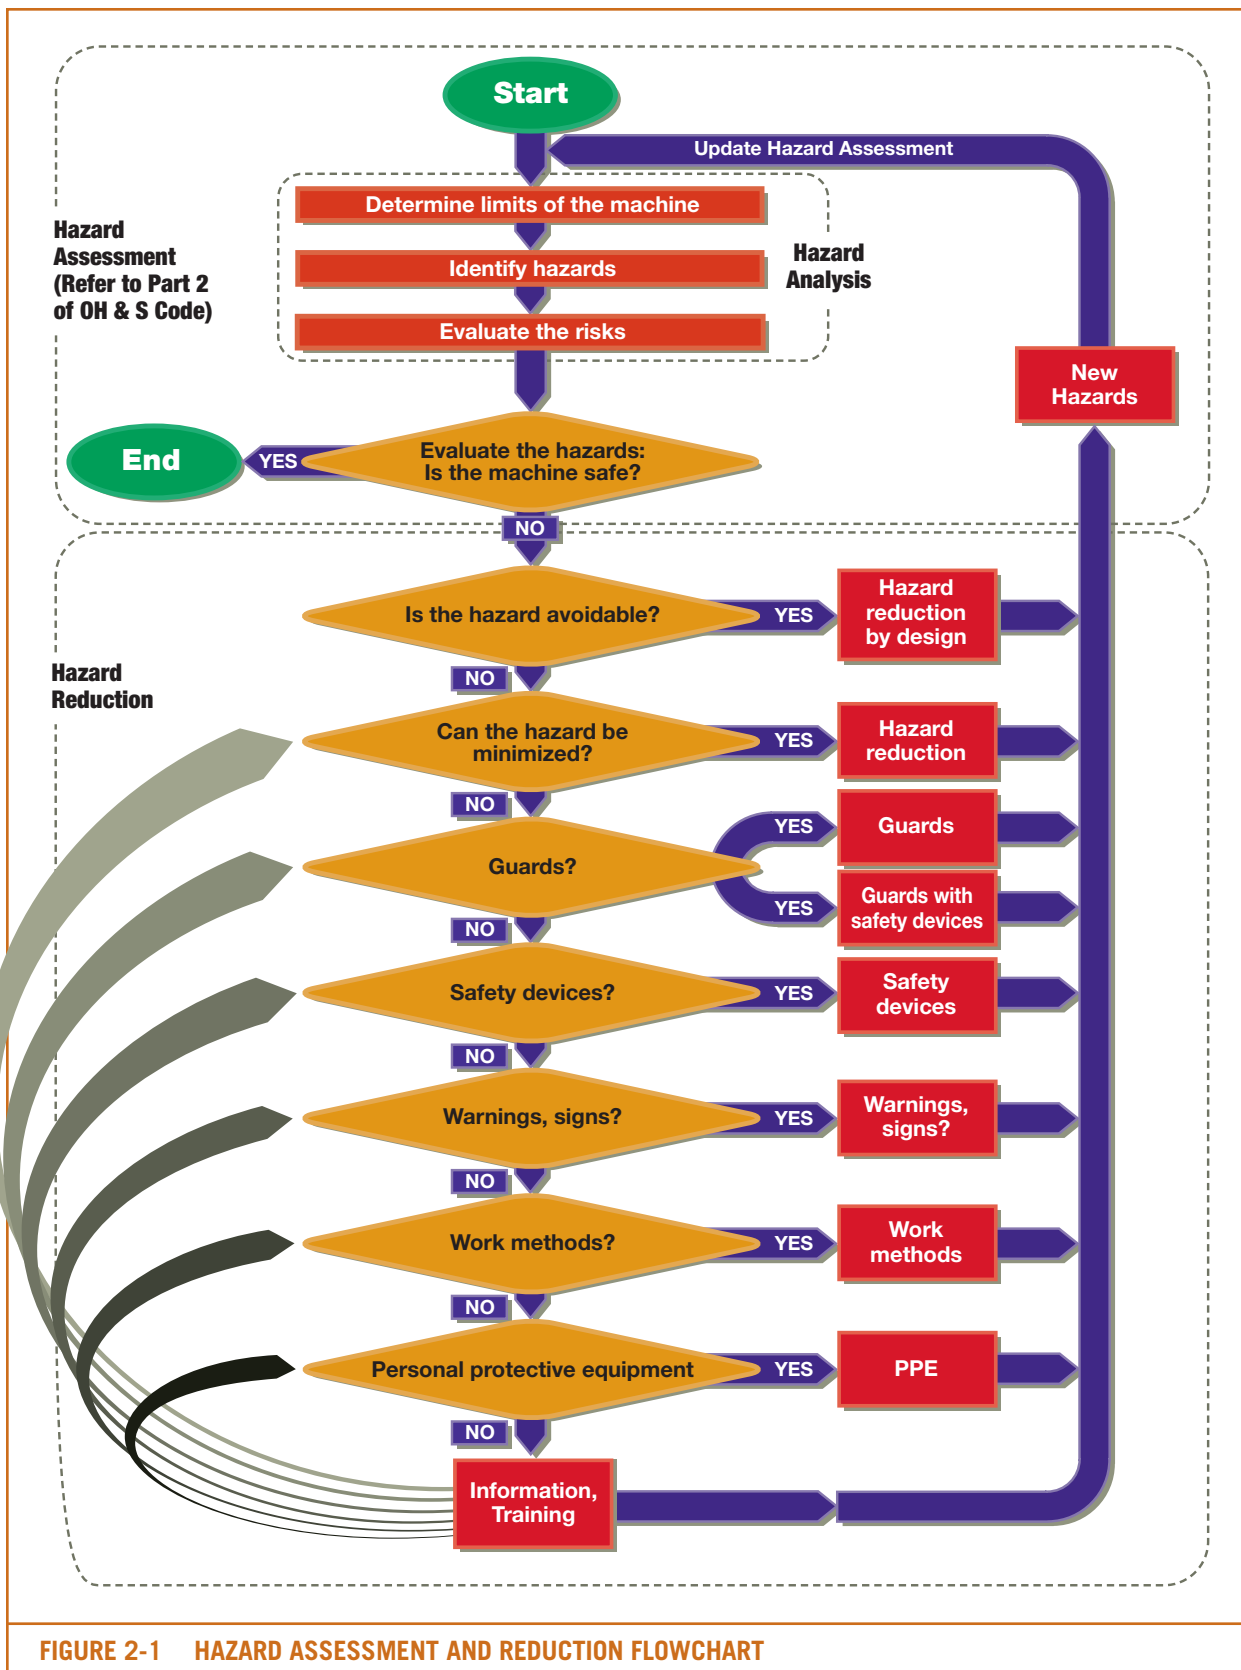 Start
Update Hazard Assessment
Determine limits of the machine
Hazard
Assessment
(Refer to Part 2
of OH & S Code)
Identify hazards
Hazard
Analysis
Evaluate the risks
New
Hazards
Evaluate the hazards:
Is the machine safe?
YES
End
NO
Hazard
Reduction
Is the hazard avoidable?
YES
Hazard
reduction
by design
NO
Can the hazard be
minimized?
YES
Hazard
reduction
NO
Guards?
YES
Guards
YES
Guards with
safety devices
NO
Safety devices?
YES
Safety
devices
NO
Warnings, signs?
YES
Warnings,
signs?
NO
Work methods?
YES
Work
methods
NO
Personal protective equipment
YES
PPE
NO
Information,
Training
FIGURE 2-1 HAZARD ASSESSMENT AND REDUCTION FLOWCHART